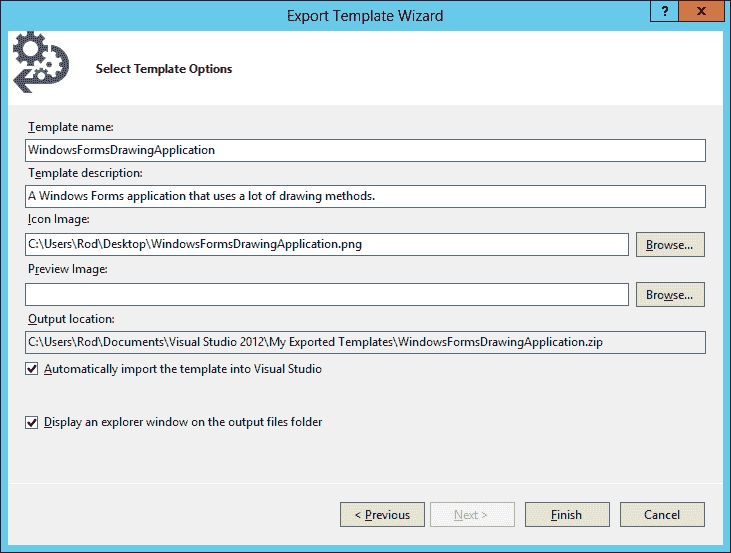 Export Template Wizard
? x
Select Template Options
Template name:
WindowsFormsDrawingApplication
Template description:
A Windows Forms application that uses a lot of drawing methods.
Icon Image:
C:\Users\Rod\Desktop\WindowsFormsDrawingApplication.png
Browse...
Preview Image:
Browse...
Output location:
C:\Users\Rod\Documents\Visual Studio 2012\My Exported Templates\WindowsFormsDrawingApplication.zip
Automatically import the template into Visual Studio
Display an explorer window on the output files folder
< Previous Next > Finish Cancel